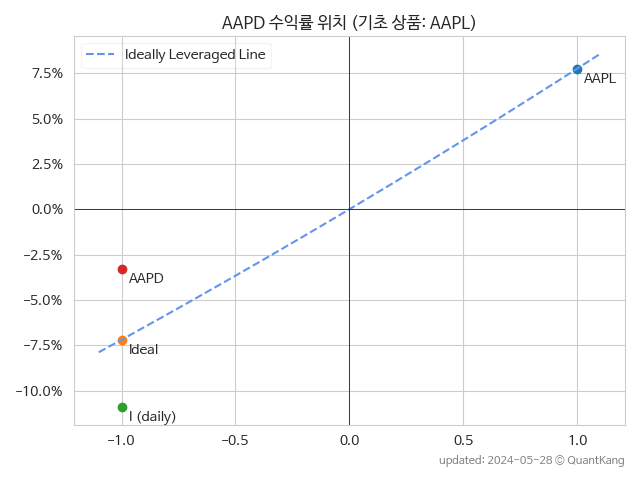 AAPD 수익률 위치 (기초 상품: AAPL)
Ideally Leveraged Line
7.5%
5.0%
2.5%
0.0%
−2.5%
−5.0%
−7.5%
−10.0%
AAPL
AAPD
Ideal
I (daily)
−1.0 −0.5 0.0 0.5 1.0
updated: 2024-05-28 © QuantKang